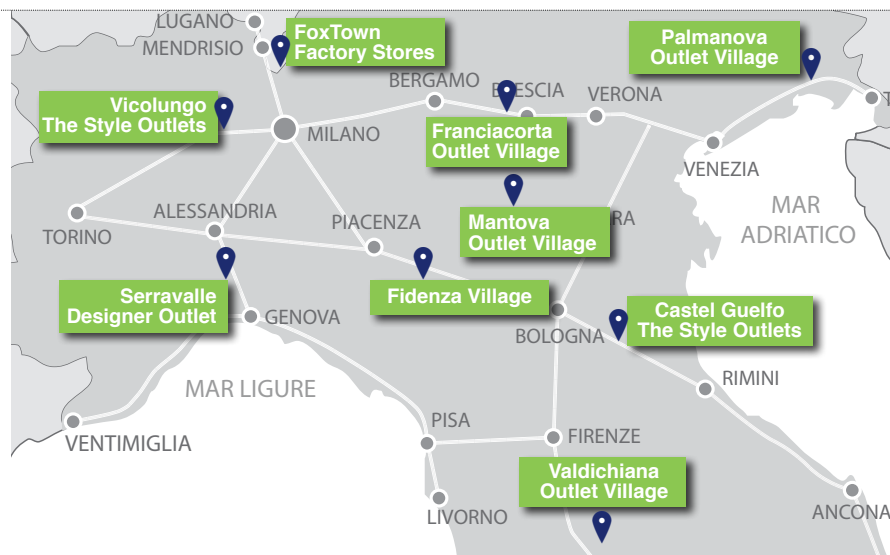 LUGANO
MENDRISIO
FoxTown
Factory Stores
Palmanova
Outlet Village
BERGAMO
Vicolungo
The Style Outlets
VERONA
MILANO
Franciacorta
Outlet Village
VENEZIA
ALESSANDRIA
PIACENZA
Mantova
Outlet Village
MAR
ADRIATICO
TORINO
Serravalle
Designer Outlet
Fidenza Village
GENOVA
BOLOGNA
Castel Guelfo
The Style Outlets
MAR LIGURE
RIMINI
PISA
FIRENZE
VENTIMIGLIA
Valdichiana
Outlet Village
LIVORNO
ANCONA